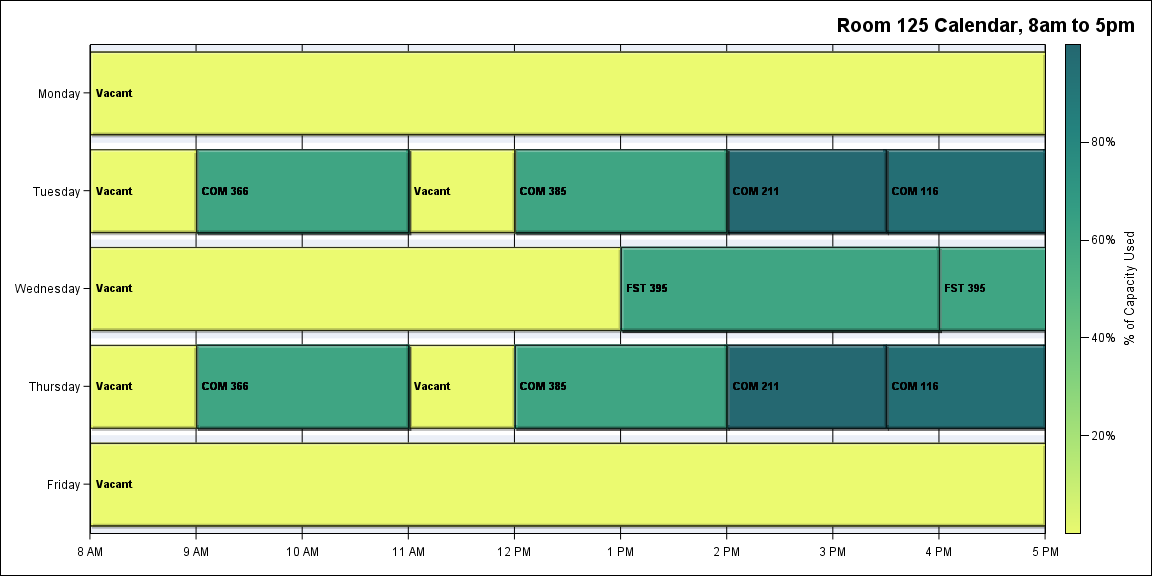 Room 125 Calendar, 8am to 5pm
Monday
Vacant
Tuesday
Vacant
COM 366
Vacant
COM 385
COM 211
COM 116
Wednesday
Vacant
FST 395
FST 395
Thursday
Vacant
COM 366
Vacant
COM 385
COM 211
COM 116
Friday
Vacant
8 AM
9 AM
10 AM
11 AM
12 PM
1 PM
2 PM
3 PM
4 PM
5 PM
80%
60%
40%
20%
% of Capacity Used